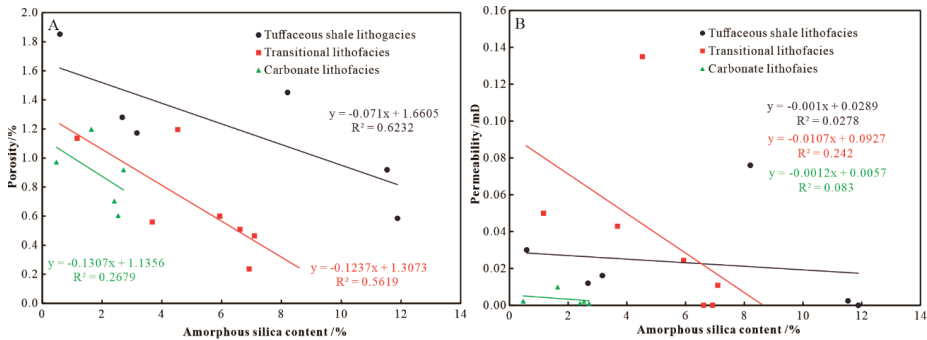 A
Tuffaceous shale lithogacies
Transitional lithofacies
Carbonate lithofacies
y = -0.071x + 1.6605
R² = 0.6232
y = -0.1307x + 1.1356
R² = 0.2679
y = -0.1237x + 1.3073
R² = 0.5619
Porosity/%
2.0
1.8
1.6
1.4
1.2
1.0
0.8
0.6
0.4
0.2
0.0
0 2 4 6 8 10 12 14
Amorphous silica content /%
B
Tuffaceous shale lithofacies
Transitional lithofacies
Carbonate lithofaies
y = -0.001x + 0.0289
R² = 0.0278
y = -0.0107x + 0.0927
R² = 0.242
y = -0.0012x + 0.0057
R² = 0.083
Permeability /mD
0.16
0.14
0.12
0.10
0.08
0.06
0.04
0.02
0.00
0 2 4 6 8 10 12 14
Amorphous silica content /%